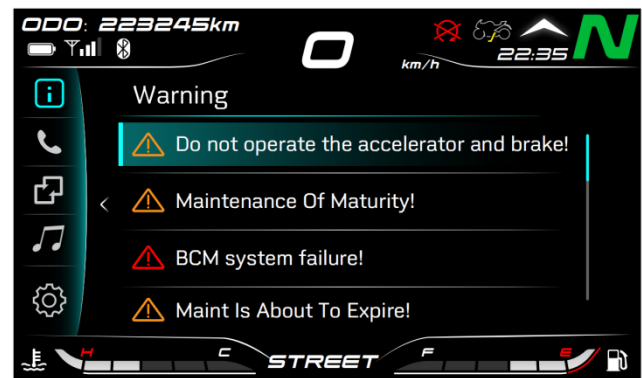 ODO: 223245km
0
km/h
22:35
N
Warning
Do not operate the accelerator and brake!
Maintenance Of Maturity!
BCM system failure!
Maint Is About To Expire!
H C
STREET
F E